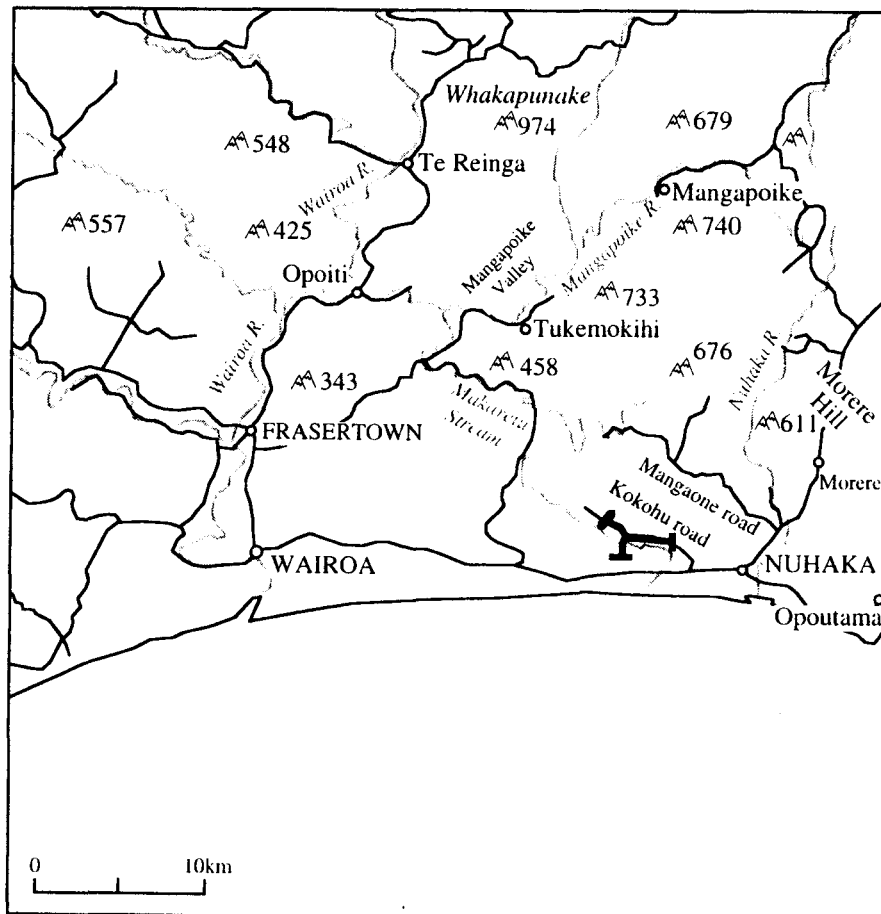 Whakapunake
974
679
548
Te Reinga
Wairoa R.
Mangapoike
557
425
740
Mangapoike R.
Opoiti
Mangapoike
Valley
733
Tukemokihi
Wairoa R.
343
458
676
Nuhaka R.
Morere
Hill
Makareta
Stream
611
FRASERTOWN
Morere
Mangaone road
Kokohu road
WAIROA
NUHAKA
Opoutama
0 10km